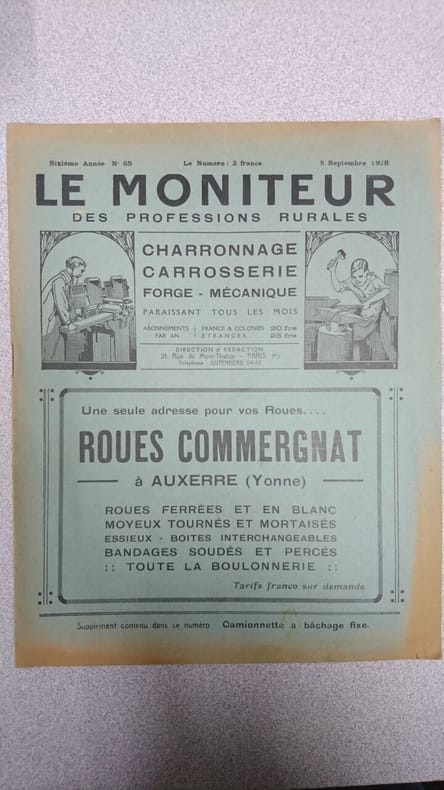 Sixième Année N° 65 Le Numéro : 2 francs 5 Septembre 1928
LE MONITEUR
DES PROFESSIONS RURALES
CHARRONNAGE
CARROSSERIE
FORGE - MÉCANIQUE
PARAISSANT TOUS LES MOIS
ABONNEMENTS FRANCE & COLONIES 20 frs
PAR AN ETRANGER 25 frs
DIRECTION & RÉDACTION
21, Rue du Mont-Thabor - PARIS
Téléphone : GUTENBERG
Une seule adresse pour vos Roues....
ROUES COMMERGNAT
à AUXERRE (Yonne)
ROUES FERRÉES ET EN BLANC
MOYEUX TOURNÉS ET MORTAISÉS
ESSIEUX - BOITES INTERCHANGEABLES
BANDAGES SOUDÉS ET PERCÉS
:: TOUTE LA BOULONNERIE ::
Tarifs franco sur demande
Supplément contenu dans ce numéro Camionnette a bâchage fixe.